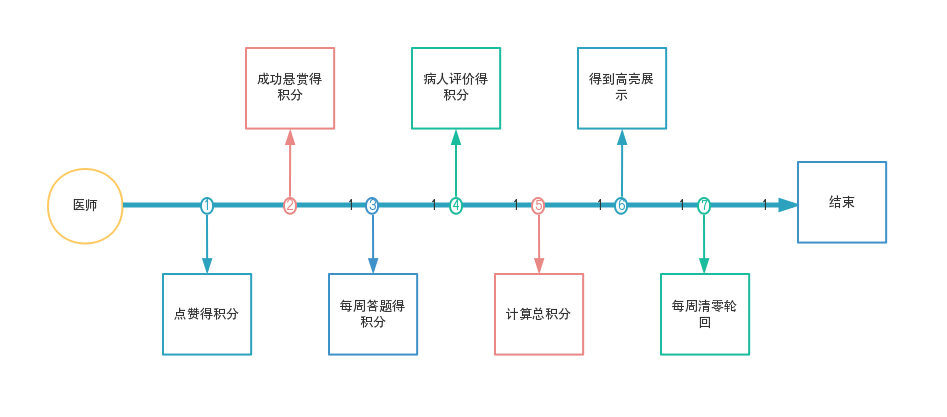 成功悬赏得
积分
病人评价得
积分
得到高亮展
示
医师
1
2
1
3
1
4
1
5
1
6
1
7
1
结束
点赞得积分
每周答题得
积分
计算总积分
每周清零轮
回